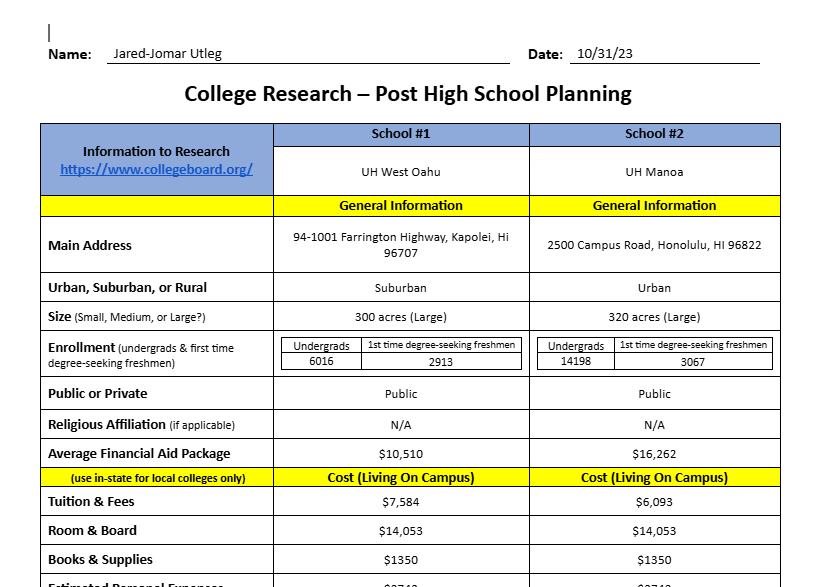 Name: Jared-Jomar Utleg Date: 10/31/23
College Research – Post High School Planning
Information to Research
https://www.collegeboard.org/
School #1
School #2
UH West Oahu
UH Manoa
General Information
General Information
Main Address
94-1001 Farrington Highway, Kapolei, Hi
96707
2500 Campus Road, Honolulu, HI 96822
Urban, Suburban, or Rural
Suburban
Urban
Size (Small, Medium, or Large?)
300 acres (Large)
320 acres (Large)
Enrollment (undergrads & first time
degree-seeking freshmen)
Undergrads
1st time degree-seeking freshmen
6016
2913
Undergrads
1st time degree-seeking freshmen
14198
3067
Public or Private
Public
Public
Religious Affiliation (if applicable)
N/A
N/A
Average Financial Aid Package
$10,510
$16,262
(use in-state for local colleges only)
Cost (Living On Campus)
Cost (Living On Campus)
Tuition & Fees
$7,584
$6,093
Room & Board
$14,053
$14,053
Books & Supplies
$1350
$1350
Estimated Personal Expenses